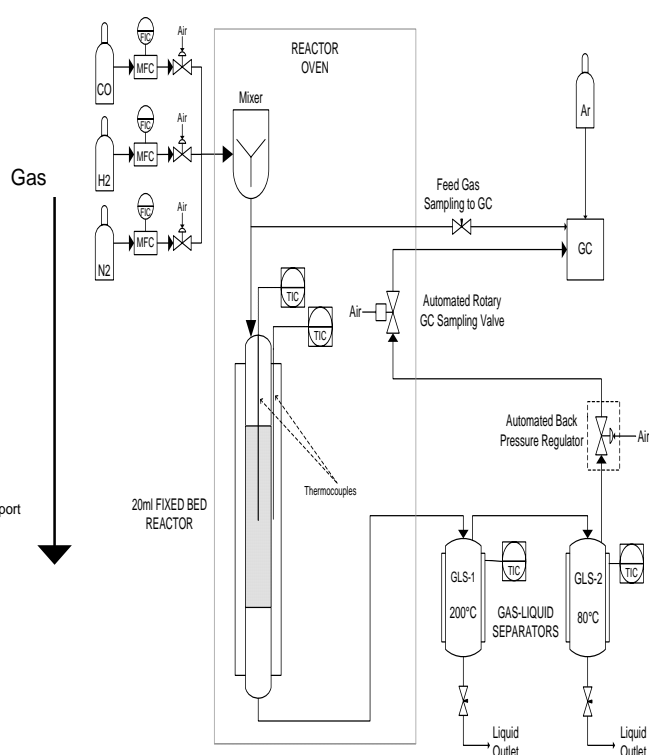 Air
FIC
MFC
CO
REACTOR
OVEN
Mixer
Ar
Air
FIC
MFC
H2
Gas
Feed Gas
Sampling to GC
Air
FIC
MFC
N2
GC
TIC
Air
Automated Rotary
GC Sampling Valve
TIC
Automated Back
Pressure Regulator
Air
Thermocouples
20ml FIXED BED
REACTOR
port
GLS-1
TIC
GLS-2
TIC
200°C
GAS-LIQUID
SEPARATORS
80°C
Liquid
Outlet
Liquid
Outlet